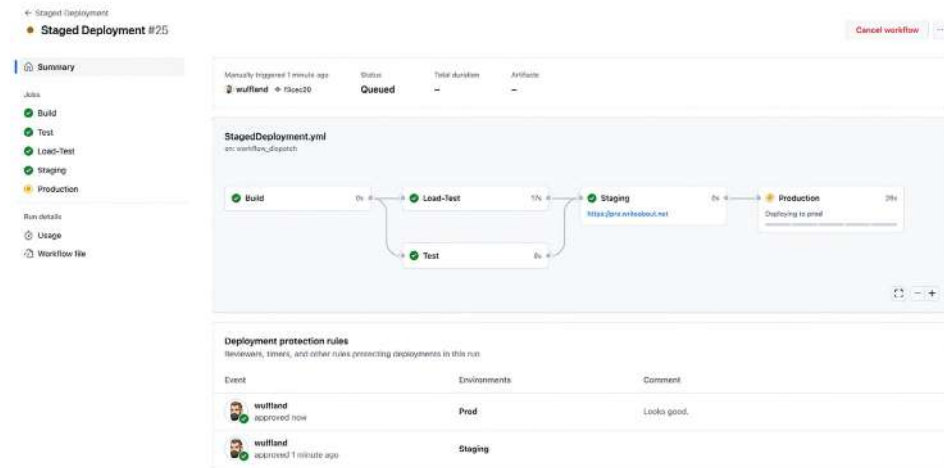 ← Staged Deployment
Staged Deployment #25
Cancel workflow
Summary
Jobs
Build
Test
Load-Test
Staging
Production
Run details
Usage
Workflow file
Manually triggered 1 minute ago
wulfland
Status
Queued
Total duration
–
Artifacts
–
StagedDeployment.yml
on: workflow_dispatch
Build
Load-Test
Test
Staging
Production
Deploying to prod
Deployment protection rules
Reviewers, timers, and other rules protecting deployments in this run
Event Environments Comment
wulfland
approved now
Prod
Looks good.
wulfland
approved 1 minute ago
Staging